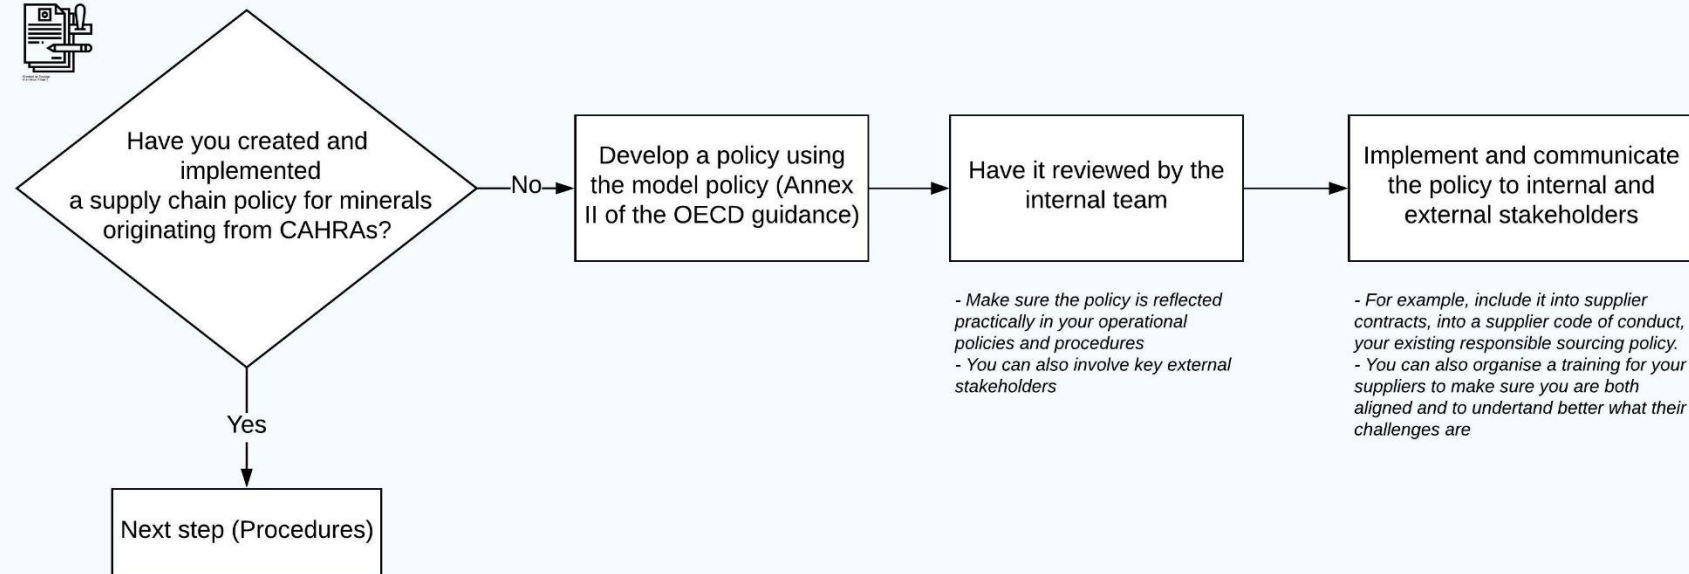 Have you created and
implemented
a supply chain policy for minerals
originating from CAHRAs?
No
Develop a policy using
the model policy (Annex
II of the OECD guidance)
Have it reviewed by the
internal team
Implement and communicate
the policy to internal and
external stakeholders
- Make sure the policy is reflected
practically in your operational
policies and procedures
- You can also involve key external
stakeholders
- For example, include it into supplier
contracts, into a supplier code of conduct,
your existing responsible sourcing policy.
- You can also organise a training for your
suppliers to make sure you are both
aligned and to undertand better what their
challenges are
Yes
Next step (Procedures)